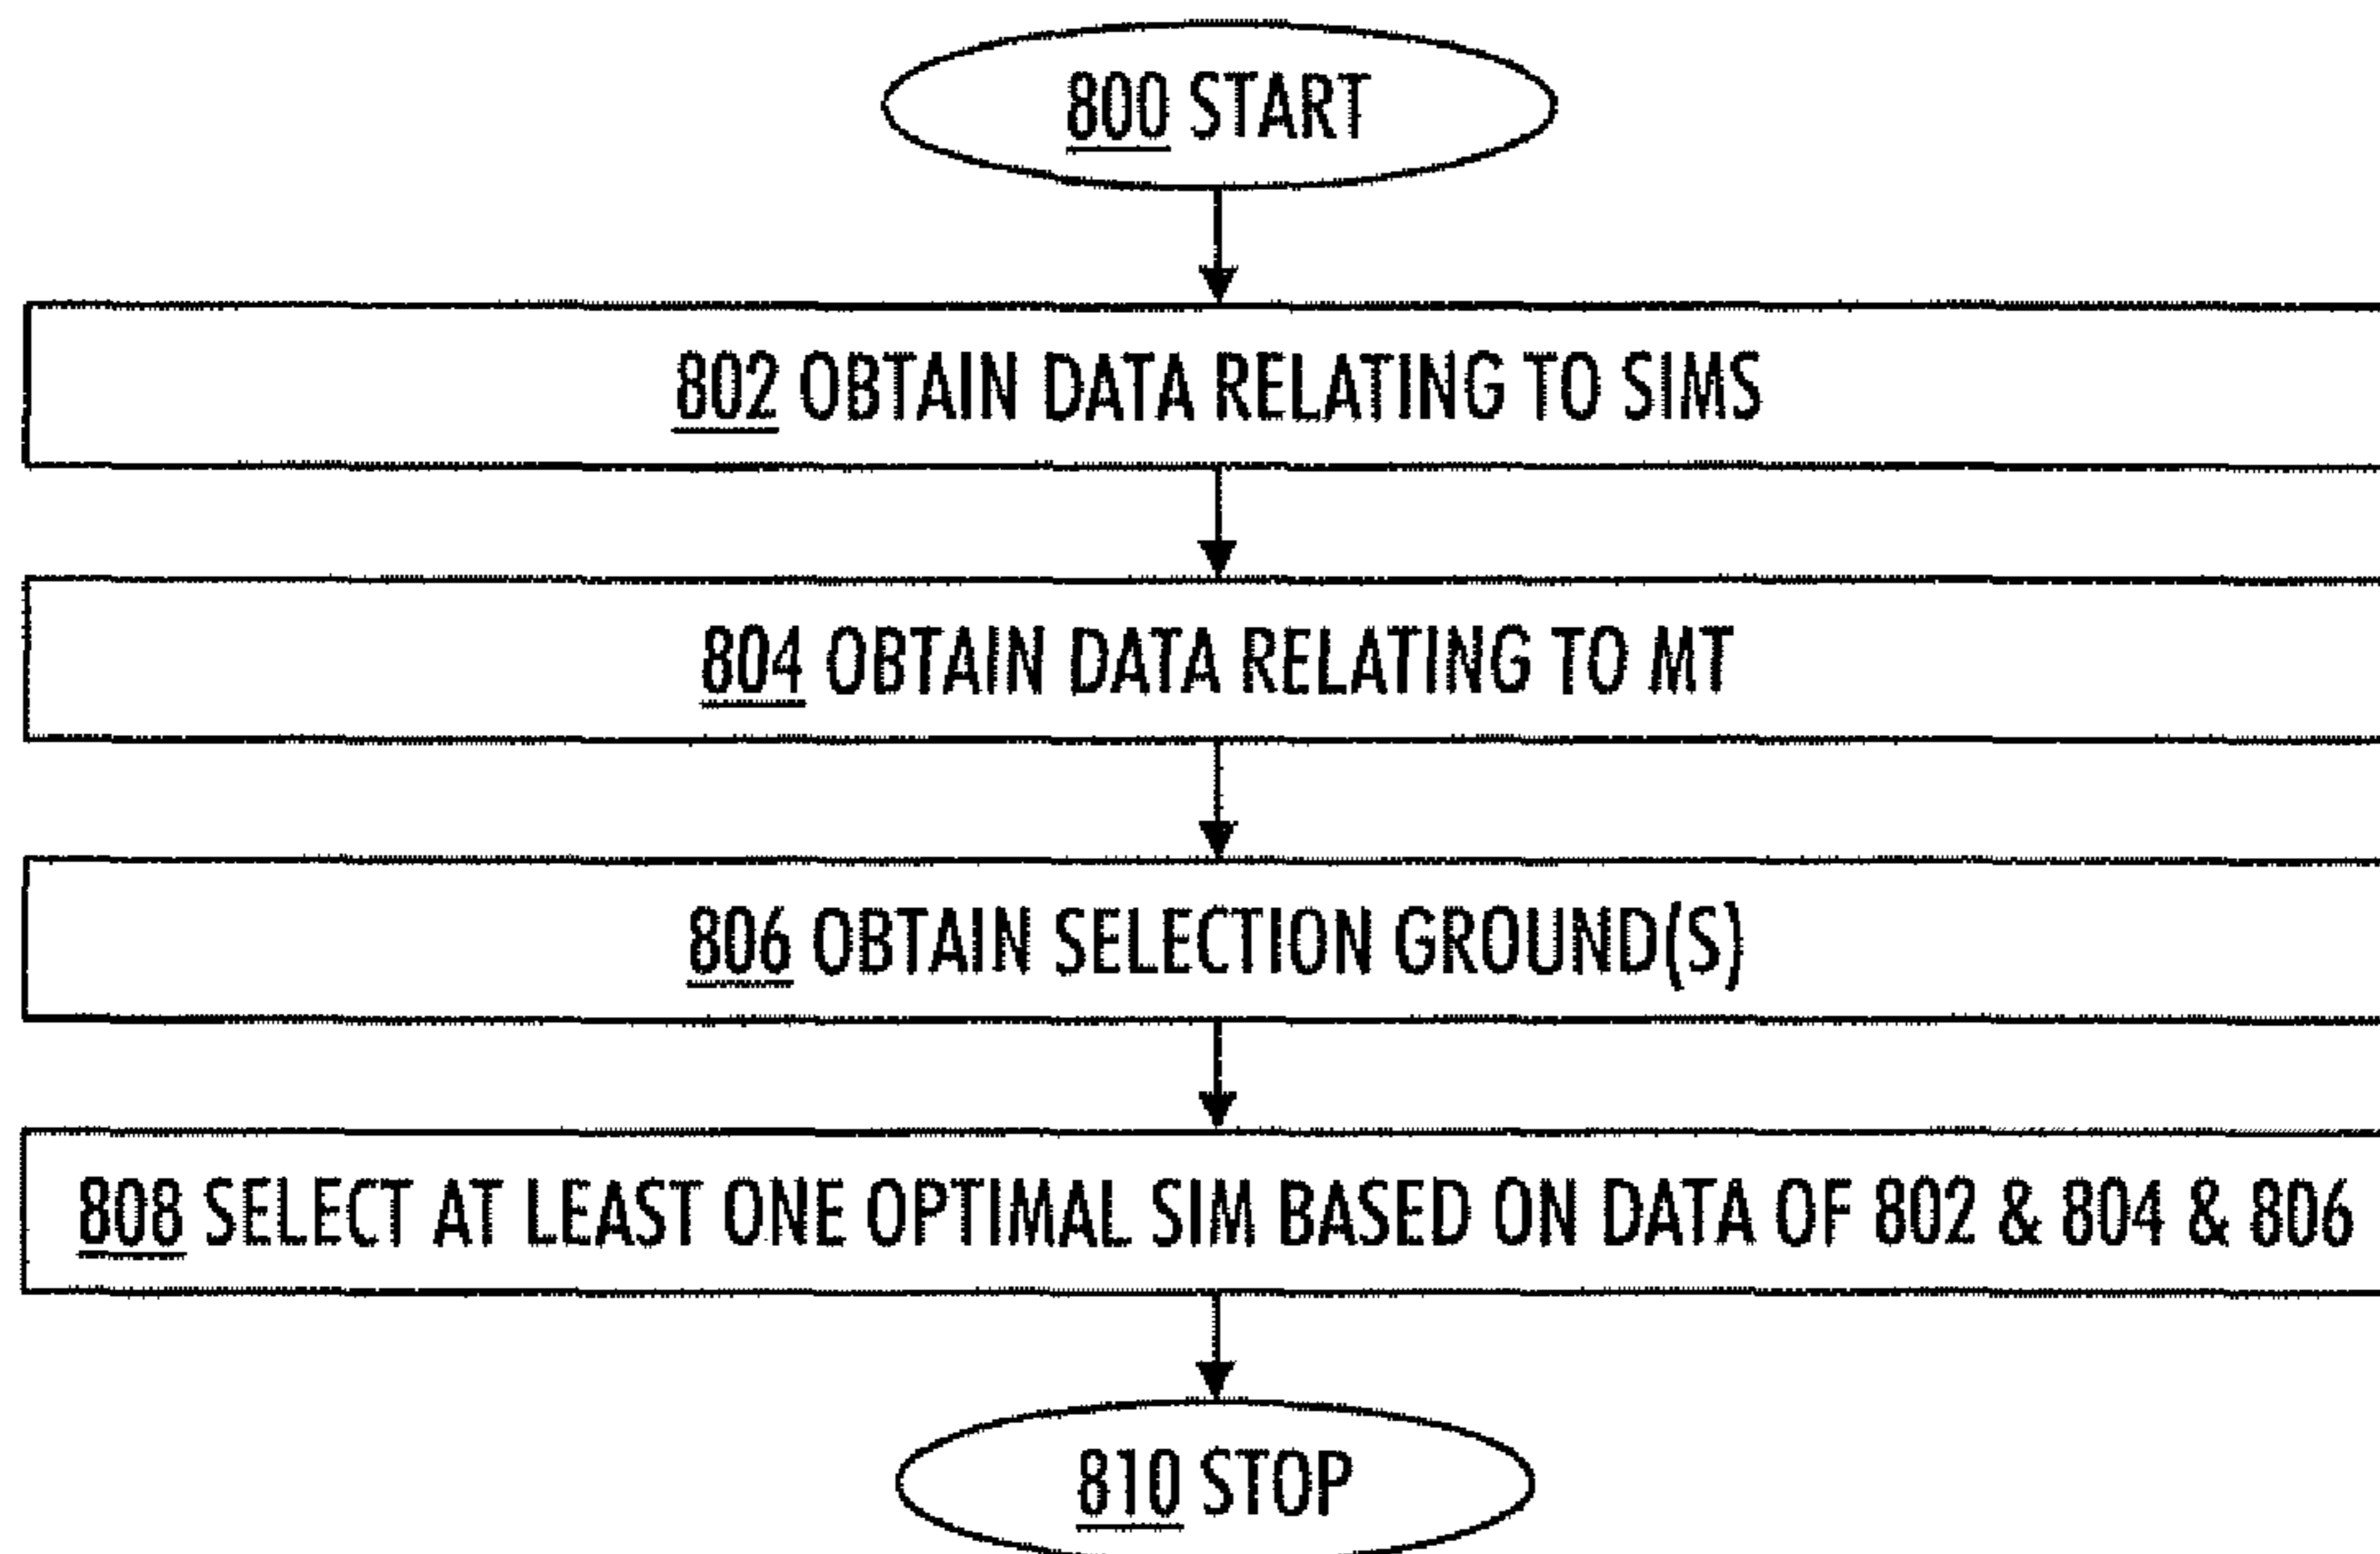 800 START
802 OBTAIN DATA RELATING TO SIMS
804 OBTAIN DATA RELATING TO MT
806 OBTAIN SELECTION GROUND(S)
808 SELECT AT LEAST ONE OPTIMAL SIM BASED ON DATA OF 802 & 804 & 806
810 STOP